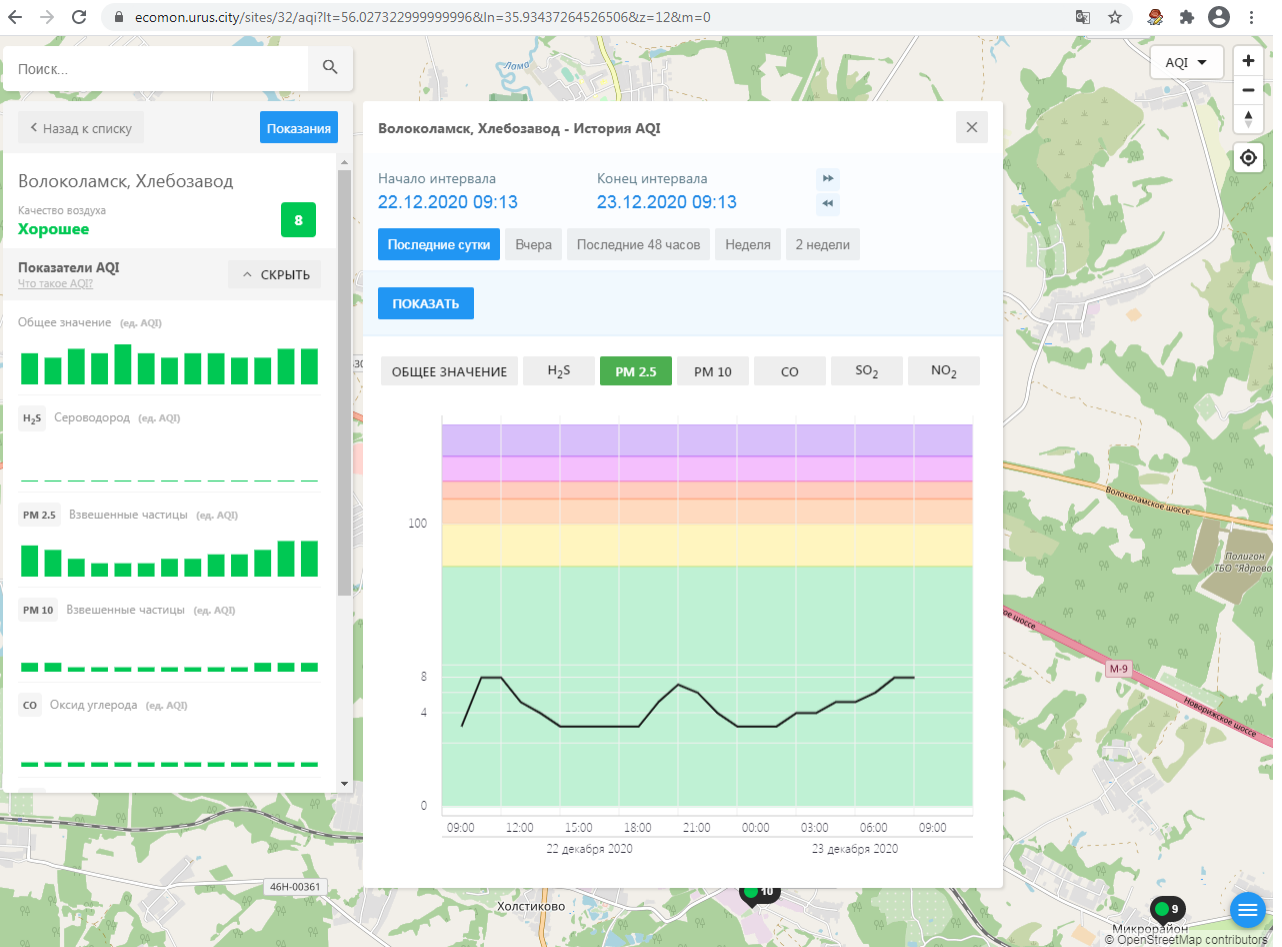 ecomon.urus.city/sites/32/aqi?lt=56.027322999999996&ln=35.93437264526506&z=12&m=0
Поиск...
Лама
AQI
Назад к списку
Показания
Волоколамск, Хлебозавод
Качество воздуха
Хорошее
8
Показатели AQI
Что такое AQI?
СКРЫТЬ
Общее значение (ед. AQI)
H2S Сероводород (ед. AQI)
PM 2.5 Взвешенные частицы (ед. AQI)
PM 10 Взвешенные частицы (ед. AQI)
CO Оксид углерода (ед. AQI)
Волоколамск, Хлебозавод - История AQI
Начало интервала
22.12.2020 09:13
Конец интервала
23.12.2020 09:13
Последние сутки
Вчера
Последние 48 часов
Неделя
2 недели
ПОКАЗАТЬ
ОБЩЕЕ ЗНАЧЕНИЕ
H2S
PM 2.5
PM 10
CO
SO2
NO2
100
8
4
0
09:00 12:00 15:00 18:00 21:00 00:00 03:00 06:00 09:00
22 декабря 2020 23 декабря 2020
Волоколамское шоссе
Полигон
ТБО "Ядрово
шоссе
М-9
Новорижское шоссе
46Н-00361
Холстиково
10
9
Микрорайон
© OpenStreetMap contributors